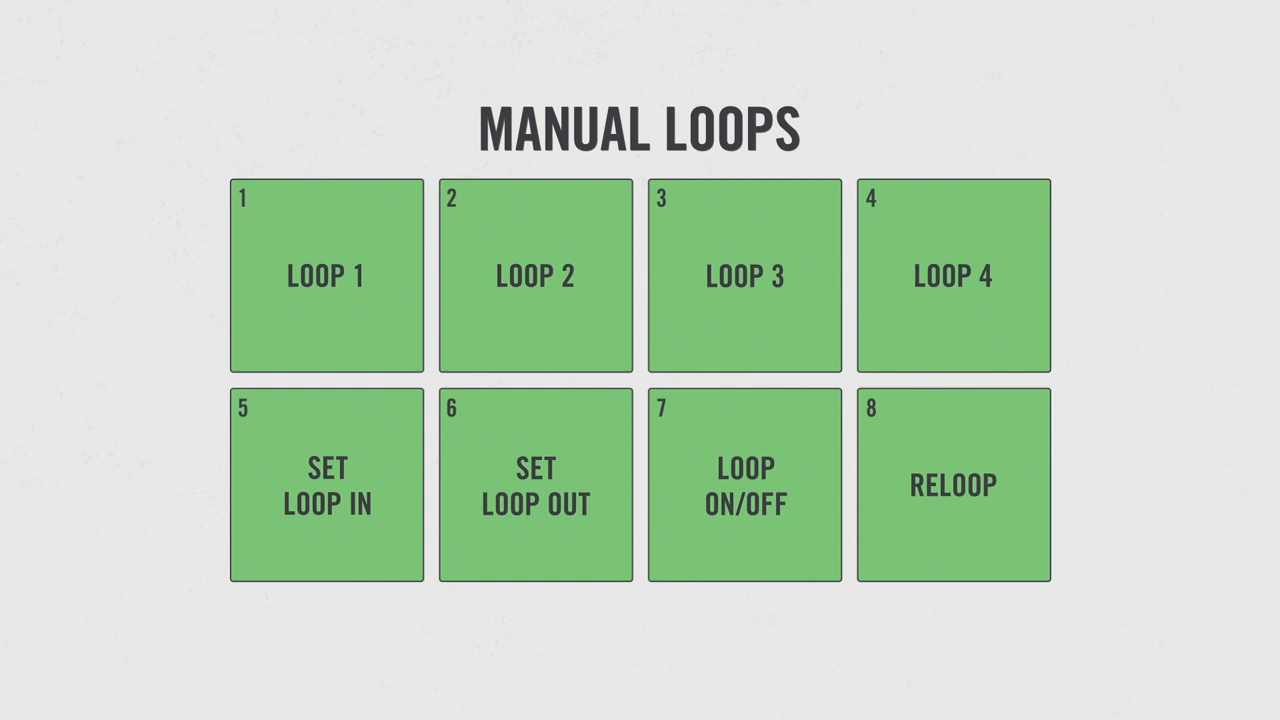 MANUAL LOOPS
1
LOOP 1
2
LOOP 2
3
LOOP 3
4
LOOP 4
5
SET
LOOP IN
6
SET
LOOP OUT
7
LOOP
ON/OFF
8
RELOOP